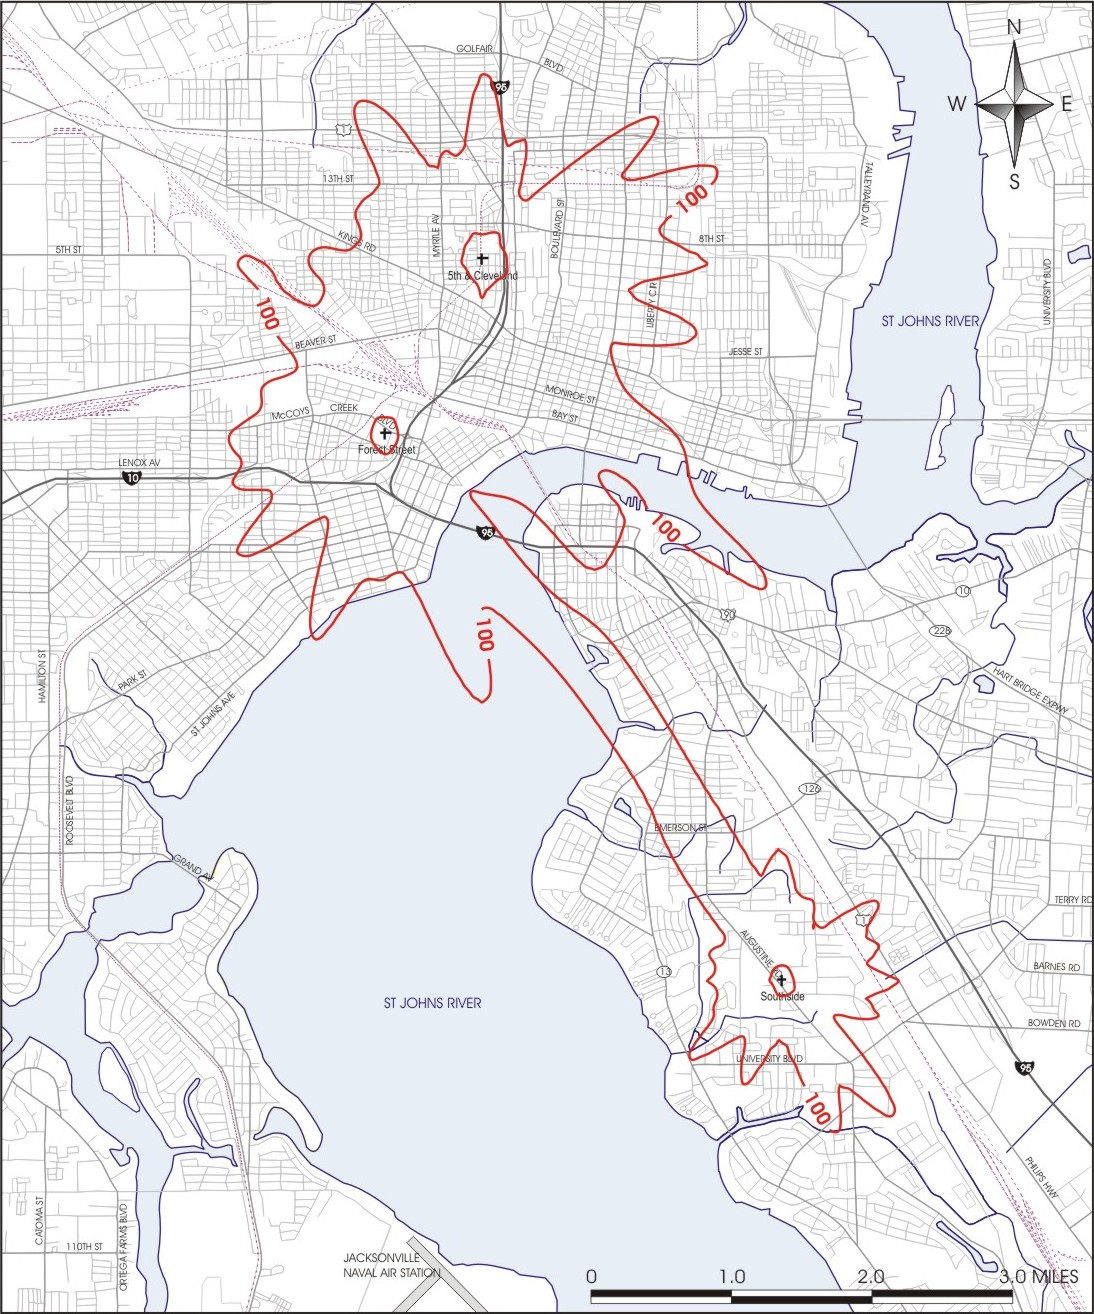 N
GOLFAIR
BLVD
95
W
E
1
S
13TH ST
100
TALLEYRAND AV
MYRTLE AV
BOULEVARD ST
KINGS RD
8TH ST
5TH ST
5th & Cleveland
UNIVERSITY BLVD
100
LIBERTY C.R
ST JOHNS RIVER
BEAVER ST
JESSE ST
MONROE ST
McCOYS
CREEK
BLVD
BAY ST
Forest Street
LENOX AV
10
95
100
10
90
228
100
HAMILTON ST
PARK ST
ST JOHNS AVE
HART BRIDGE EXPWY
126
ROOSEVELT BLVD
EMERSON ST
GRAND AV
TERRY RD
1
AUGUSTINE RD
13
BARNES RD
Southside
ST JOHNS RIVER
BOWDEN RD
UNIVERSITY BLVD
95
100
PHILIPS HWY
CATOMA ST
ORTEGA FARMS BLVD
110TH ST
JACKSONVILLE
NAVAL AIR STATION
0 1.0 2.0 3.0 MILES